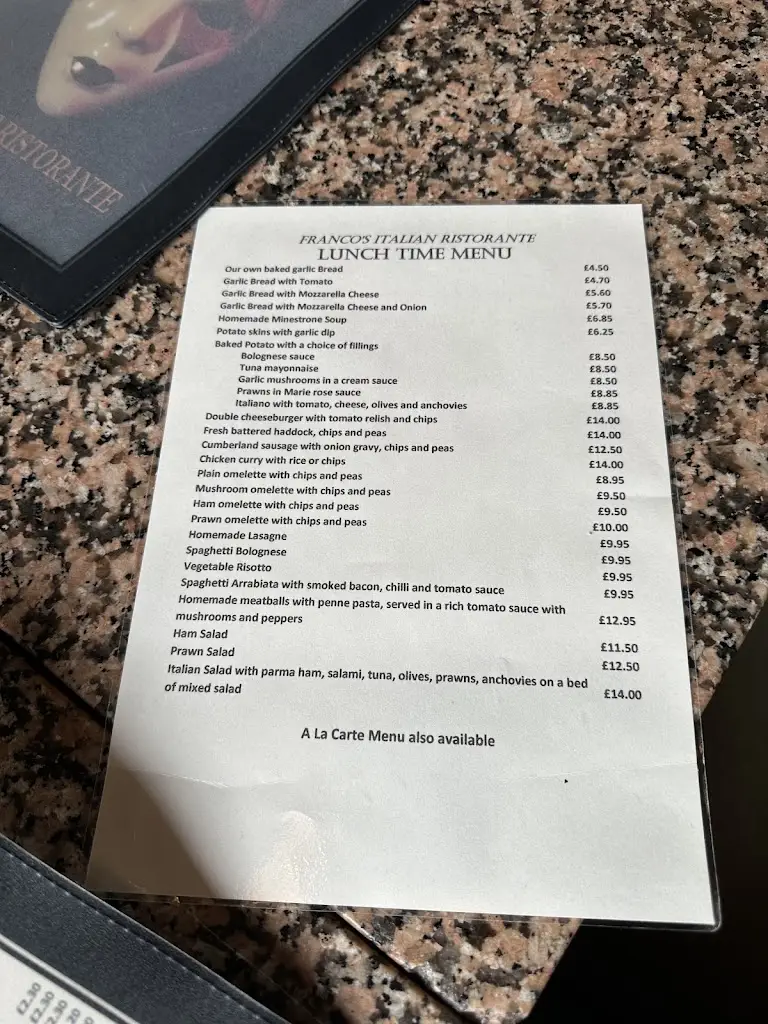 RISTORANTE
FRANCO'S ITALIAN RISTORANTE
LUNCH TIME MENU
Our own baked garlic Bread £4.50
Garlic Bread with Tomato £4.70
Garlic Bread with Mozzarella Cheese £5.60
Garlic Bread with Mozzarella Cheese and Onion £5.70
Homemade Minestrone Soup £6.85
Potato skins with garlic dip £6.25
Baked Potato with a choice of fillings
Bolognese sauce £8.50
Tuna mayonnaise £8.50
Garlic mushrooms in a cream sauce £8.50
Prawns in Marie rose sauce £8.85
Italiano with tomato, cheese, olives and anchovies £8.85
Double cheeseburger with tomato relish and chips £14.00
Fresh battered haddock, chips and peas £14.00
Cumberland sausage with onion gravy, chips and peas £12.50
Chicken curry with rice or chips £14.00
Plain omelette with chips and peas £8.95
Mushroom omelette with chips and peas £9.50
Ham omelette with chips and peas £9.50
Prawn omelette with chips and peas £10.00
Homemade Lasagne £9.95
Spaghetti Bolognese £9.95
Vegetable Risotto £9.95
Spaghetti Arrabiata with smoked bacon, chilli and tomato sauce £9.95
Homemade meatballs with penne pasta, served in a rich tomato sauce with
mushrooms and peppers £12.95
Ham Salad £11.50
Prawn Salad £12.50
Italian Salad with parma ham, salami, tuna, olives, prawns, anchovies on a bed
of mixed salad £14.00
A La Carte Menu also available
£2.30
£2.30